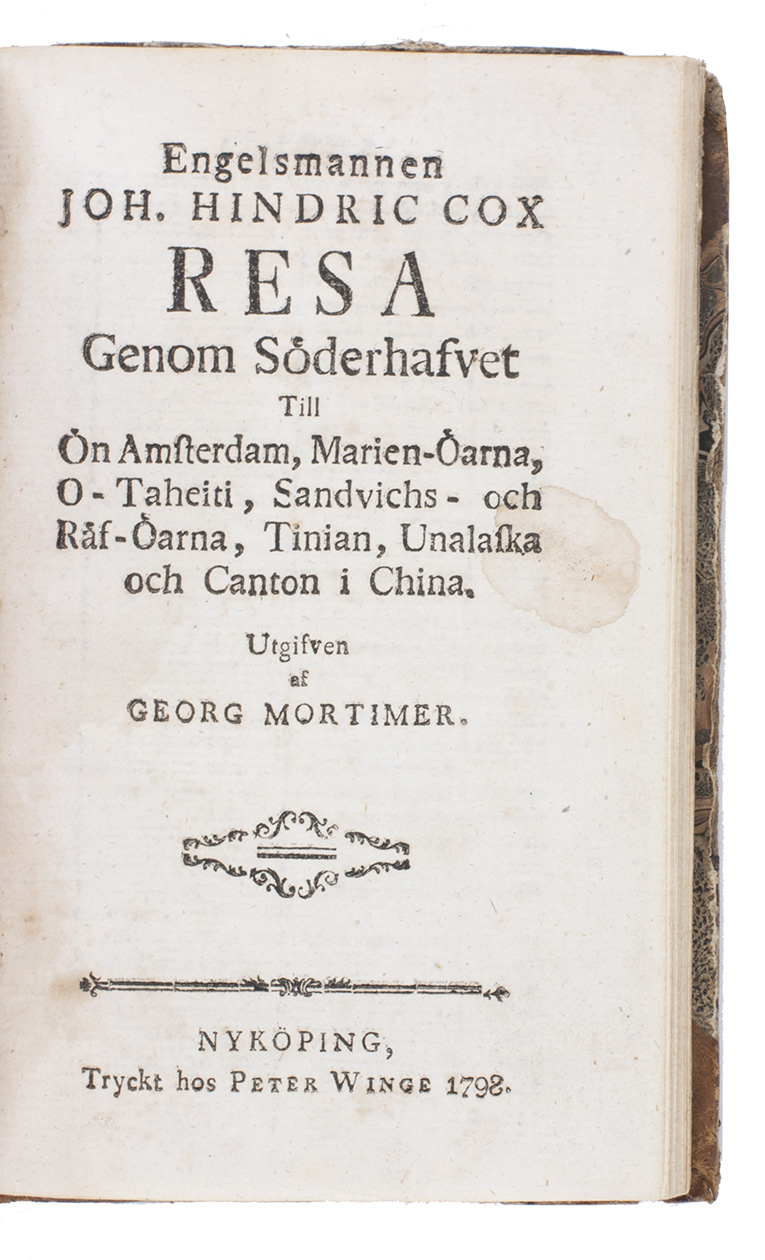 Engelsmannen
JOH. HINDRIC COX
RESA
Genom Söderhafvet
Till
Ön Amſterdam, Marien-Öarna,
O-Taheiti, Sandvichs- och
Räf-Öarna, Tinian, Unalaſka
och Canton i China.
Utgifven
af
GEORG MORTIMER.
NYKÖPING,
Tryckt hos PETER WINGE 1798.